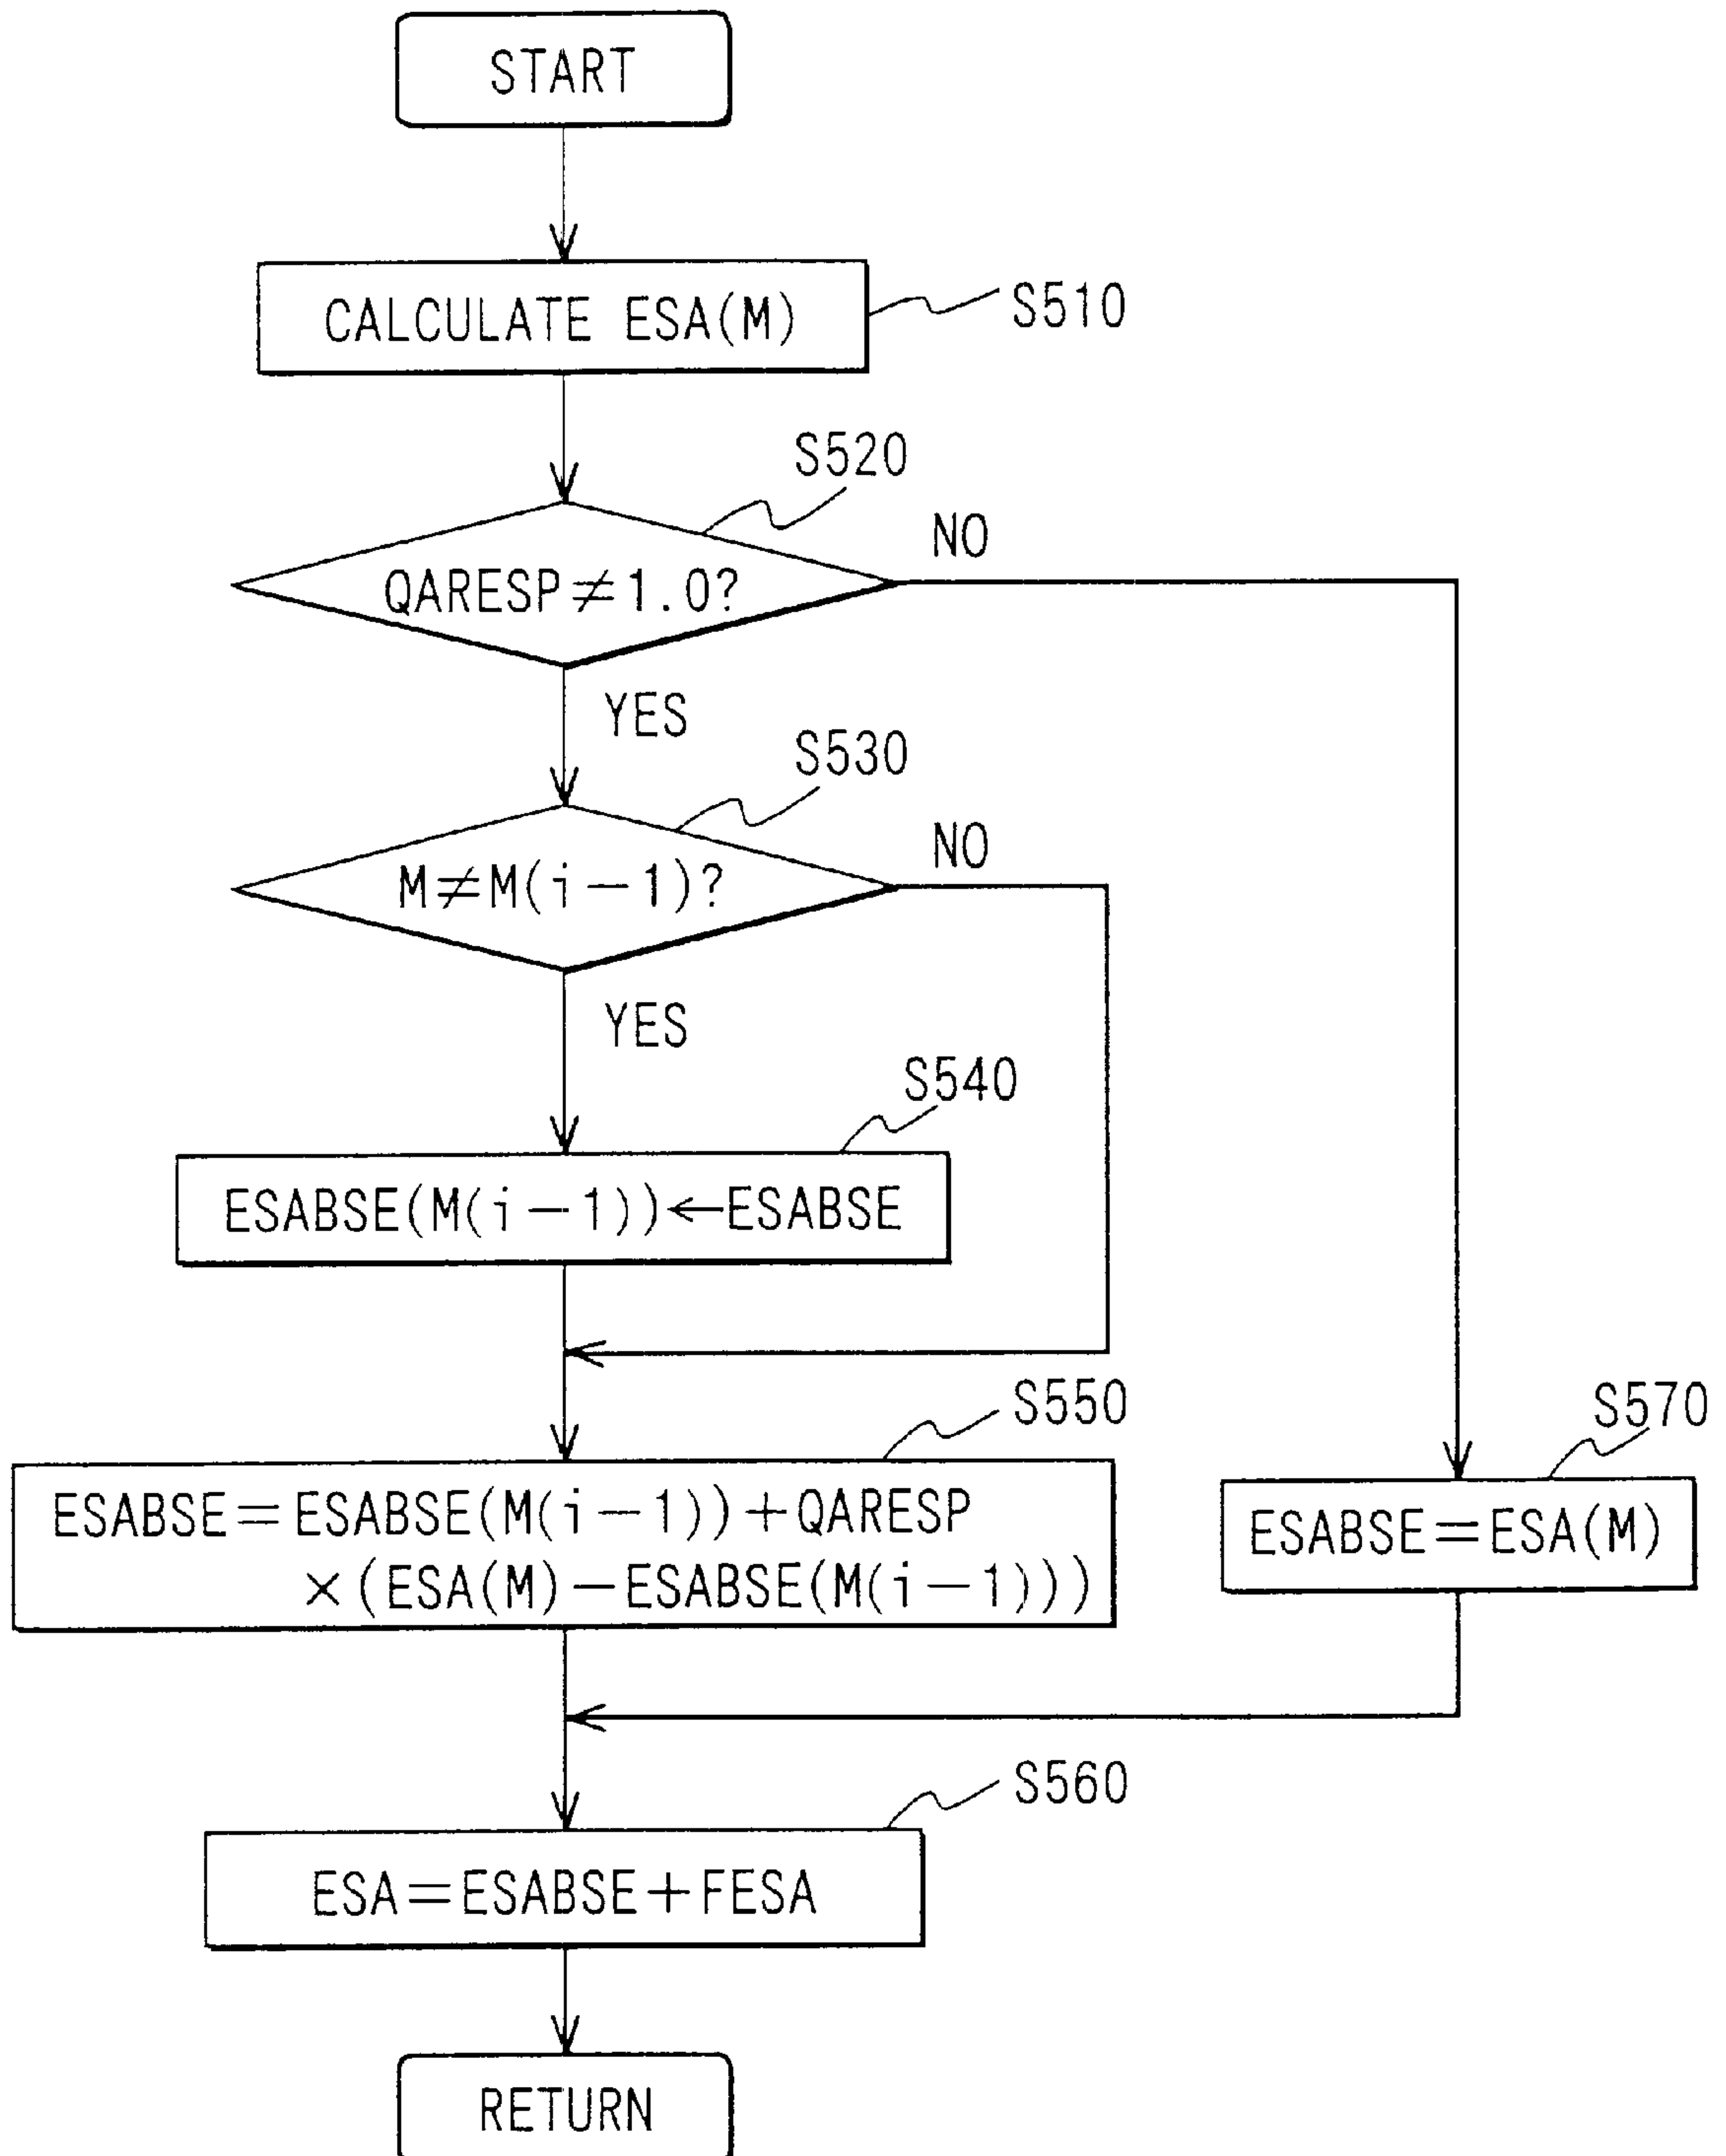 START
CALCULATE ESA(M)
S510
S520
QARESP≠1.0?
NO
YES
S530
M≠M(i−1)?
NO
YES
S540
ESABSE(M(i−1))←ESABSE
S550
ESABSE=ESABSE(M(i−1))+QARESP
×(ESA(M)−ESABSE(M(i−1)))
S570
ESABSE=ESA(M)
S560
ESA=ESABSE+FESA
RETURN